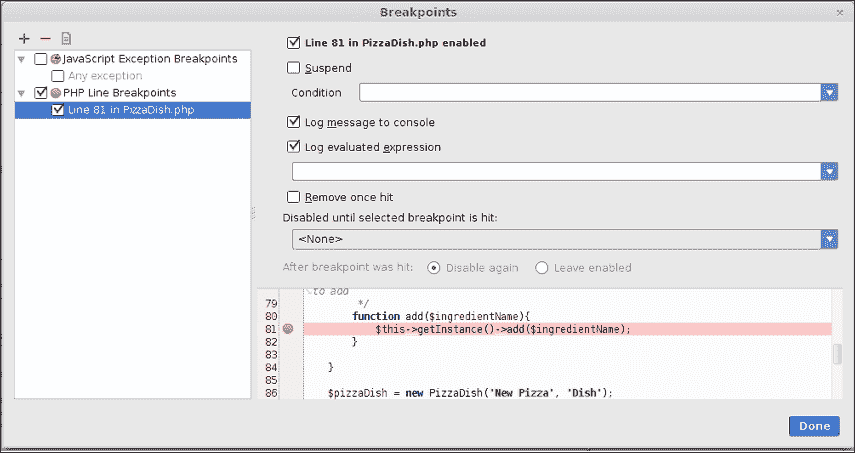 Breakpoints
JavaScript Exception Breakpoints
Any exception
PHP Line Breakpoints
Line 81 in PizzaDish.php
Line 81 in PizzaDish.php enabled
Suspend
Condition
Log message to console
Log evaluated expression
Remove once hit
Disabled until selected breakpoint is hit:
<None>
After breakpoint was hit: Disable again Leave enabled
to add
79 */
80 function add($ingredientName){
81 $this->getInstance()->add($ingredientName);
82 }
83
84 }
85
86 $pizzaDish = new PizzaDish('New Pizza', 'Dish');
Done